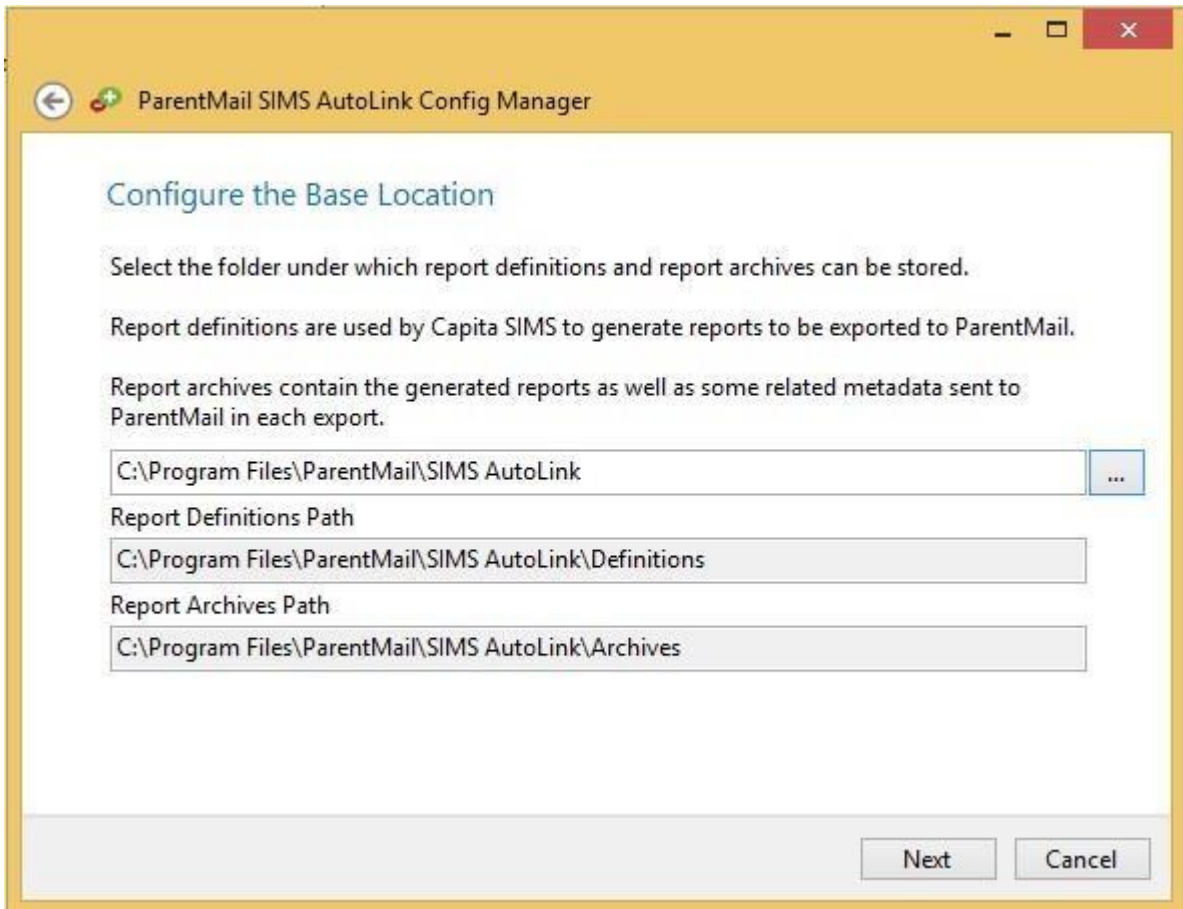 ParentMail SIMS AutoLink Config Manager
Configure the Base Location
Select the folder under which report definitions and report archives can be stored.
Report definitions are used by Capita SIMS to generate reports to be exported to ParentMail.
Report archives contain the generated reports as well as some related metadata sent to
ParentMail in each export.
C:\Program Files\ParentMail\SIMS AutoLink
...
Report Definitions Path
C:\Program Files\ParentMail\SIMS AutoLink\Definitions
Report Archives Path
C:\Program Files\ParentMail\SIMS AutoLink\Archives
Next
Cancel